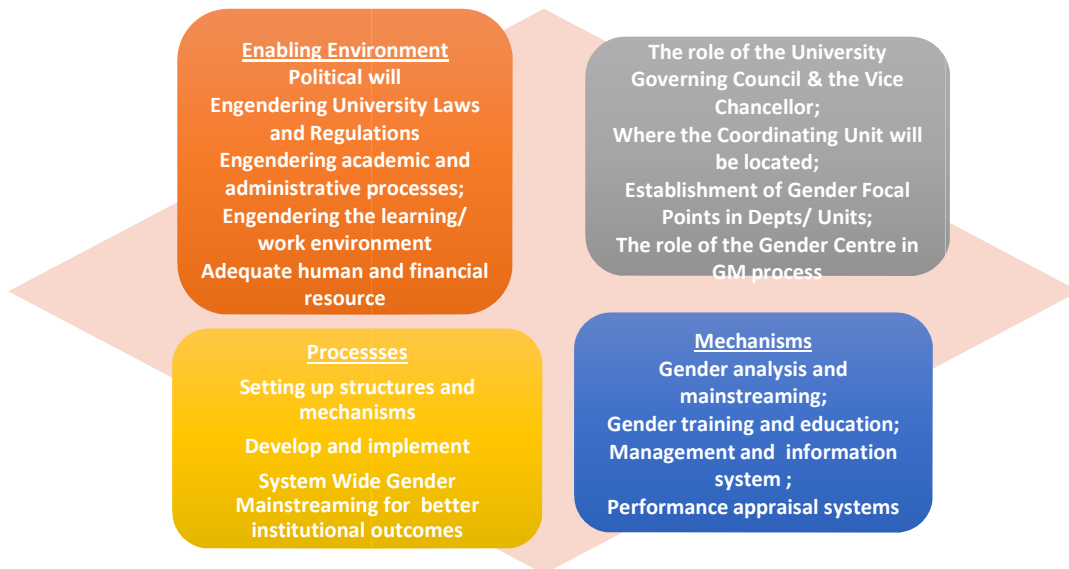 Enabling Environment
Political will
Engendering University Laws
and Regulations
Engendering academic and
administrative processes;
Engendering the learning/
work environment
Adequate human and financial
resource
The role of the University
Governing Council & the Vice
Chancellor;
Where the Coordinating Unit will
be located;
Establishment of Gender Focal
Points in Depts/ Units;
The role of the Gender Centre in
GM process
Processses
Setting up structures and
mechanisms
Develop and implement
System Wide Gender
Mainstreaming for better
institutional outcomes
Mechanisms
Gender analysis and
mainstreaming;
Gender training and education;
Management and information
system ;
Performance appraisal systems